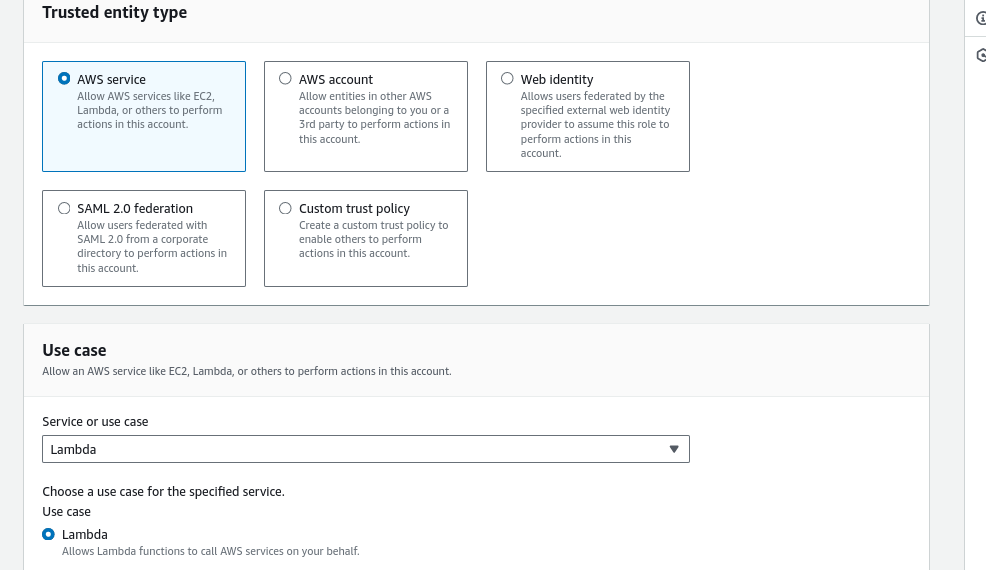 Trusted entity type
AWS service
Allow AWS services like EC2,
Lambda, or others to perform
actions in this account.
AWS account
Allow entities in other AWS
accounts belonging to you or a
3rd party to perform actions in
this account.
Web identity
Allows users federated by the
specified external web identity
provider to assume this role to
perform actions in this
account.
SAML 2.0 federation
Allow users federated with
SAML 2.0 from a corporate
directory to perform actions in
this account.
Custom trust policy
Create a custom trust policy to
enable others to perform
actions in this account.
Use case
Allow an AWS service like EC2, Lambda, or others to perform actions in this account.
Service or use case
Lambda
Choose a use case for the specified service.
Use case
Lambda
Allows Lambda functions to call AWS services on your behalf.